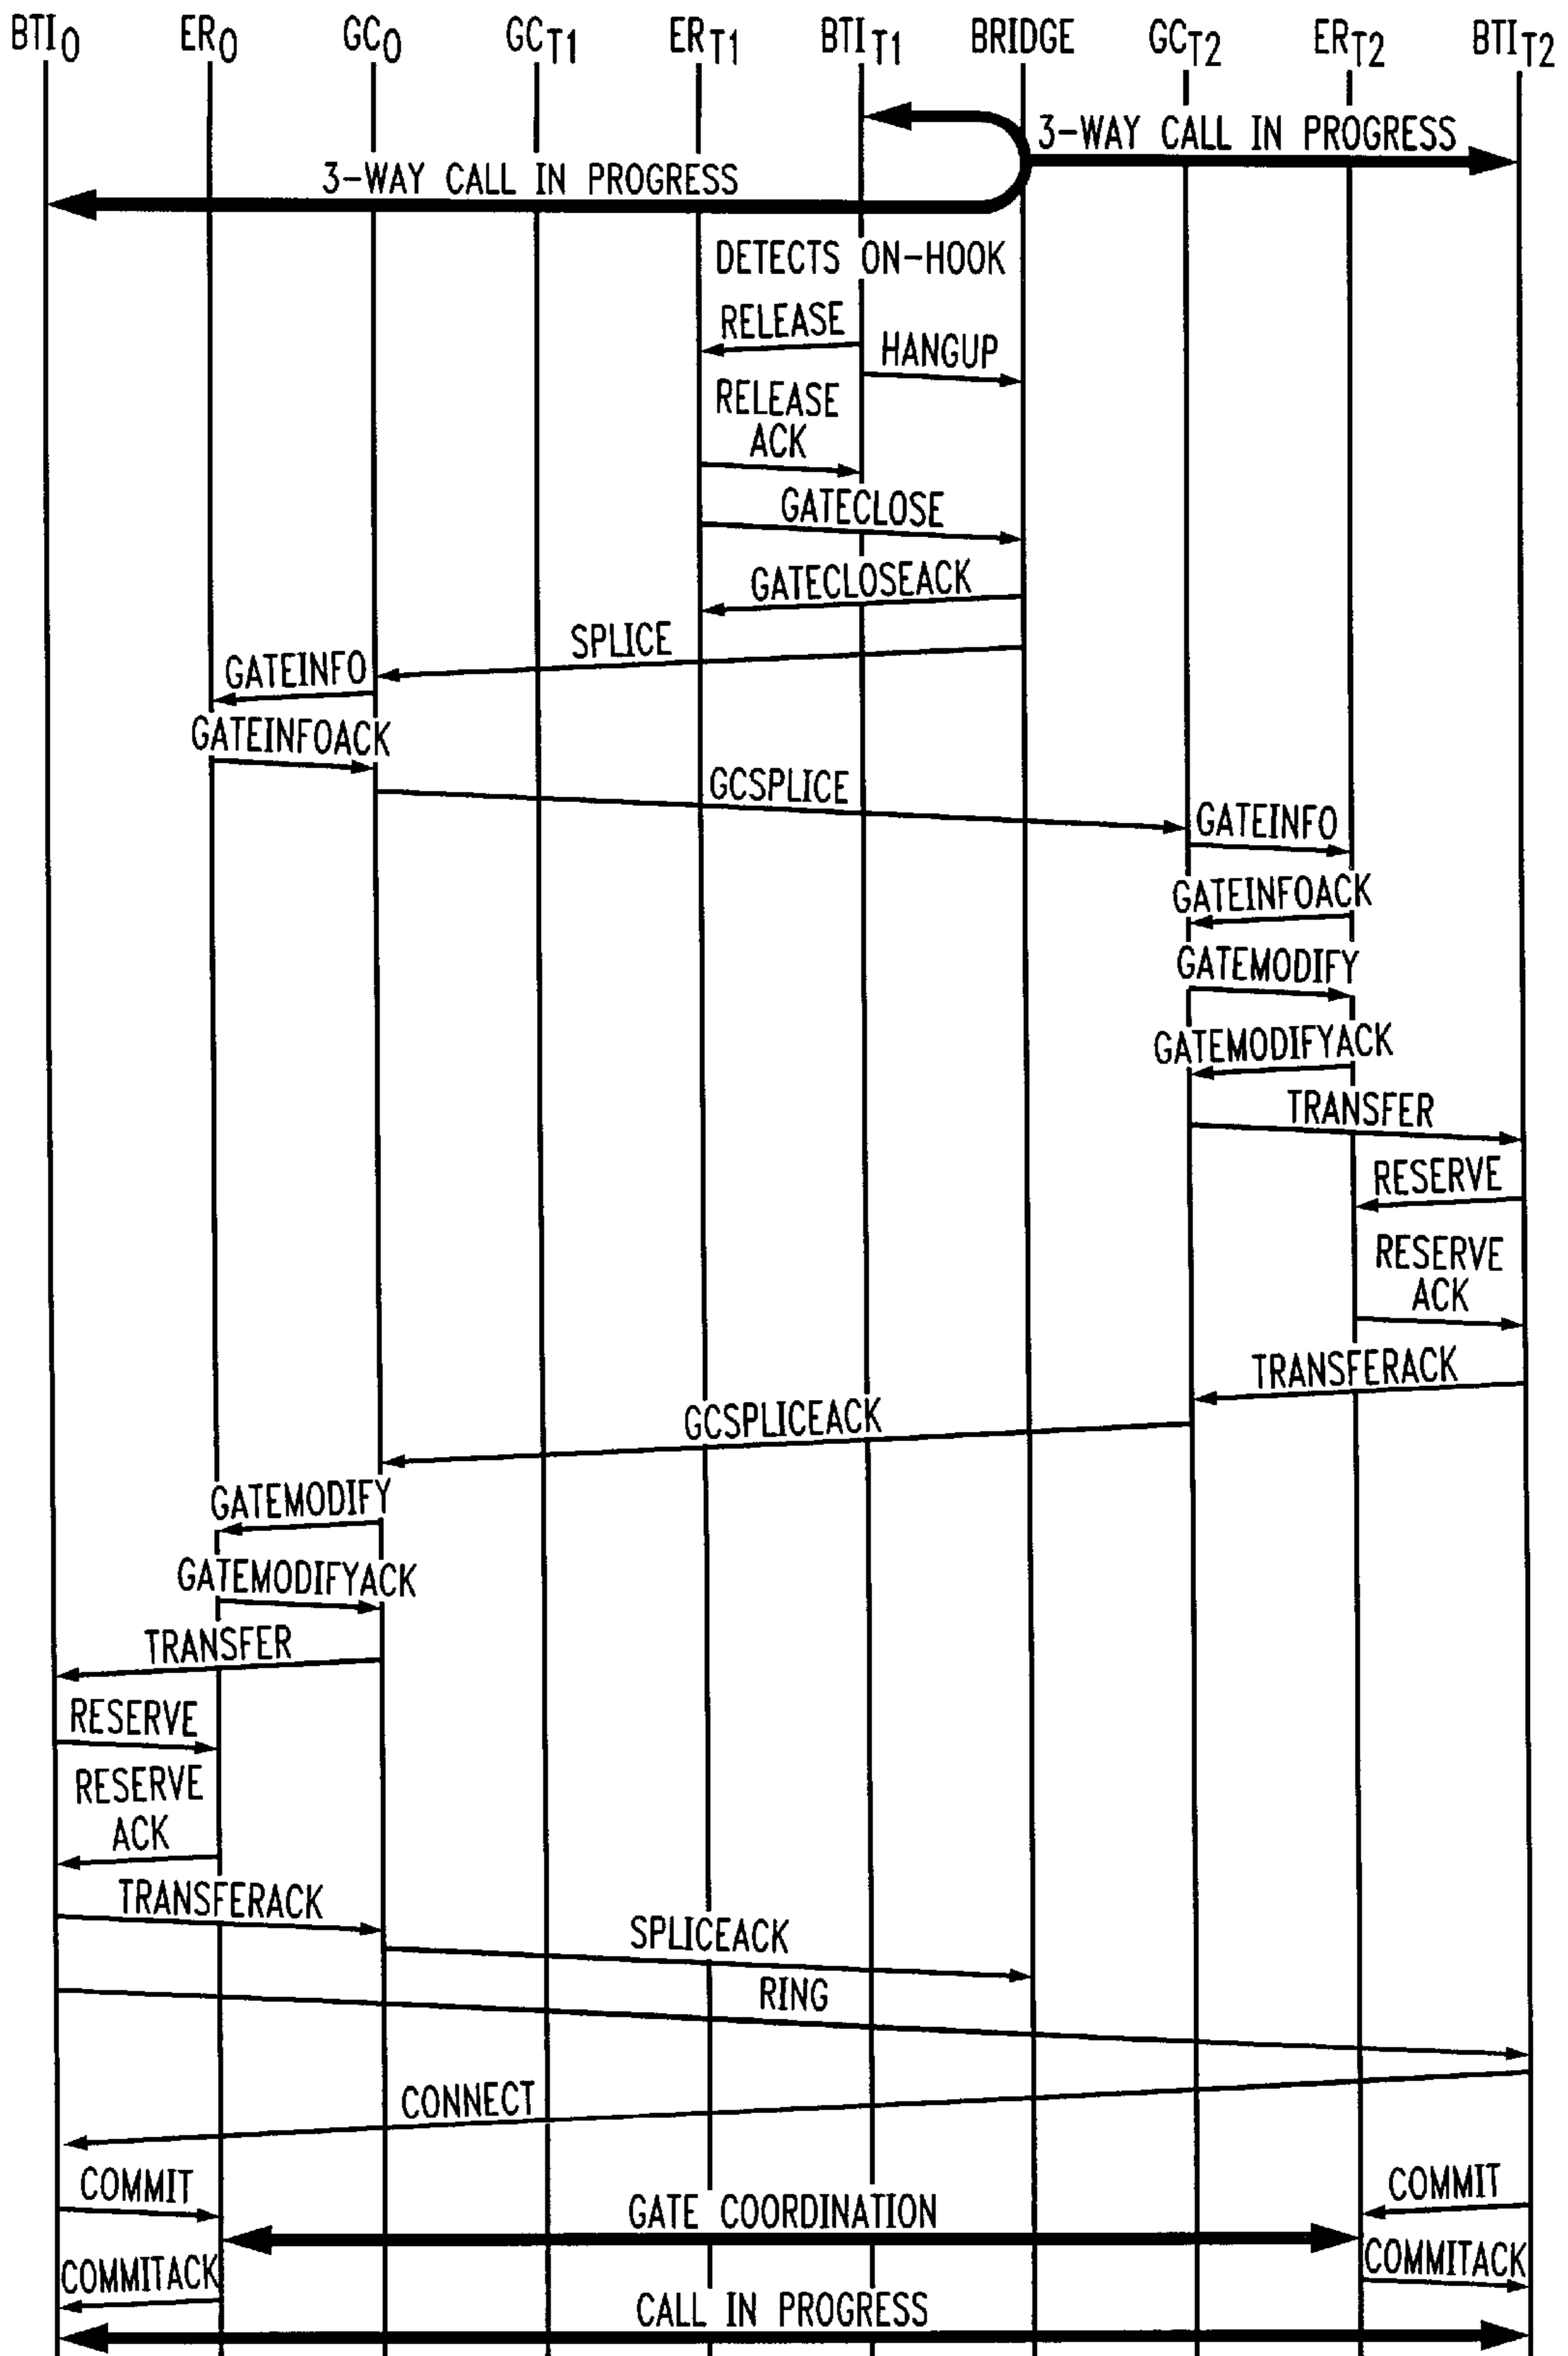 BTI0 ER0 GC0 GCT1 ERT1 BTIT1 BRIDGE GCT2 ERT2 BTIT2
3-WAY CALL IN PROGRESS
3-WAY CALL IN PROGRESS
DETECTS ON-HOOK
RELEASE
HANGUP
RELEASE
ACK
GATECLOSE
GATECLOSEACK
SPLICE
GATEINFO
GATEINFOACK
GCSPLICE
GATEINFO
GATEINFOACK
GATEMODIFY
GATEMODIFYACK
TRANSFER
RESERVE
RESERVE
ACK
TRANSFERACK
GCSPLICEACK
GATEMODIFY
GATEMODIFYACK
TRANSFER
RESERVE
RESERVE
ACK
TRANSFERACK
SPLICEACK
RING
CONNECT
COMMIT
COMMIT
GATE COORDINATION
COMMITACK
COMMITACK
CALL IN PROGRESS